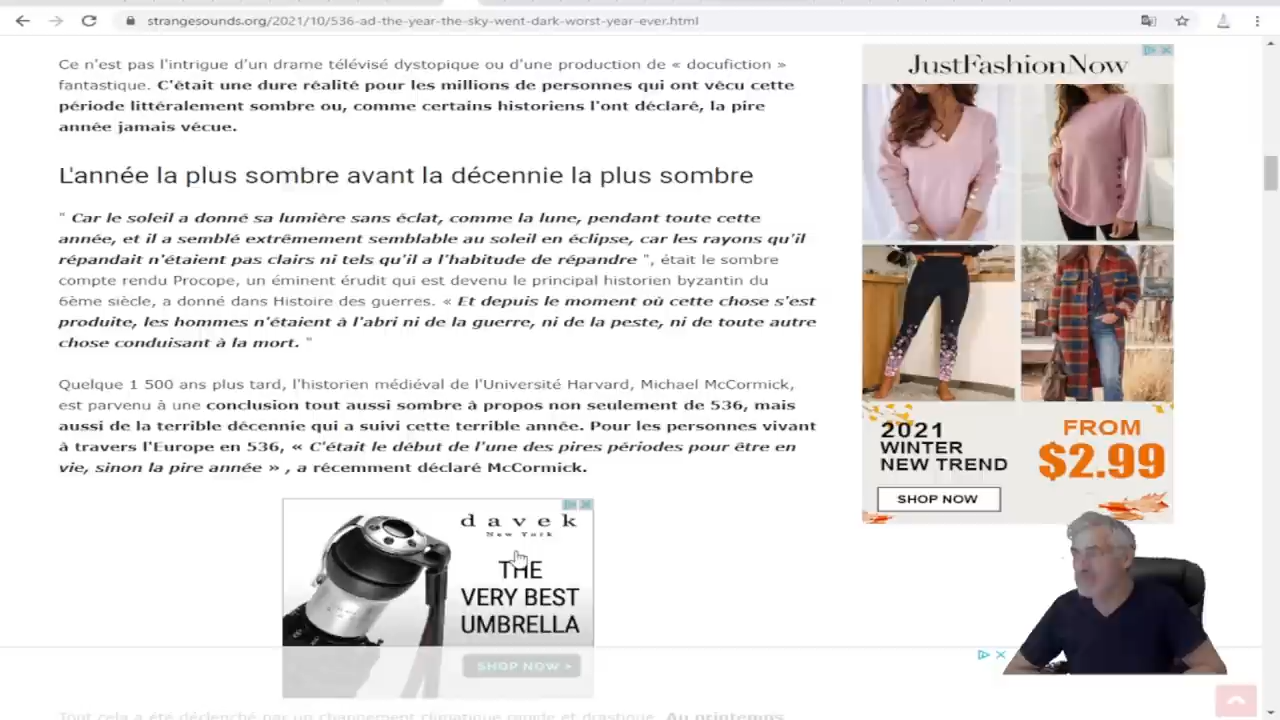 strangesounds.org/2021/10/536-ad-the-year-the-sky-went-dark-worst-year-ever.html
Ce n'est pas l'intrigue d'un drame télévisé dystopique ou d'une production de « docufiction »
fantastique. C'était une dure réalité pour les millions de personnes qui ont vécu cette
période littéralement sombre ou, comme certains historiens l'ont déclaré, la pire
année jamais vécue.
L'année la plus sombre avant la décennie la plus sombre
" Car le soleil a donné sa lumière sans éclat, comme la lune, pendant toute cette
année, et il a semblé extrêmement semblable au soleil en éclipse, car les rayons qu'il
répandait n'étaient pas clairs ni tels qu'il a l'habitude de répandre ", était le sombre
compte rendu Procope, un éminent érudit qui est devenu le principal historien byzantin du
6ème siècle, a donné dans Histoire des guerres. « Et depuis le moment où cette chose s'est
produite, les hommes n'étaient à l'abri ni de la guerre, ni de la peste, ni de toute autre
chose conduisant à la mort. "
Quelque 1 500 ans plus tard, l'historien médiéval de l'Université Harvard, Michael McCormick,
est parvenu à une conclusion tout aussi sombre à propos non seulement de 536, mais
aussi de la terrible décennie qui a suivi cette terrible année. Pour les personnes vivant
à travers l'Europe en 536, « C'était le début de l'une des pires périodes pour être en
vie, sinon la pire année » , a récemment déclaré McCormick.
davek
New York
THE
VERY BEST
UMBRELLA
SHOP NOW >
Tout cela a été déclenché par un changement climatique rapide et drastique. Au printemps
JustFashionNow
2021
WINTER
NEW TREND
FROM
$2.99
SHOP NOW